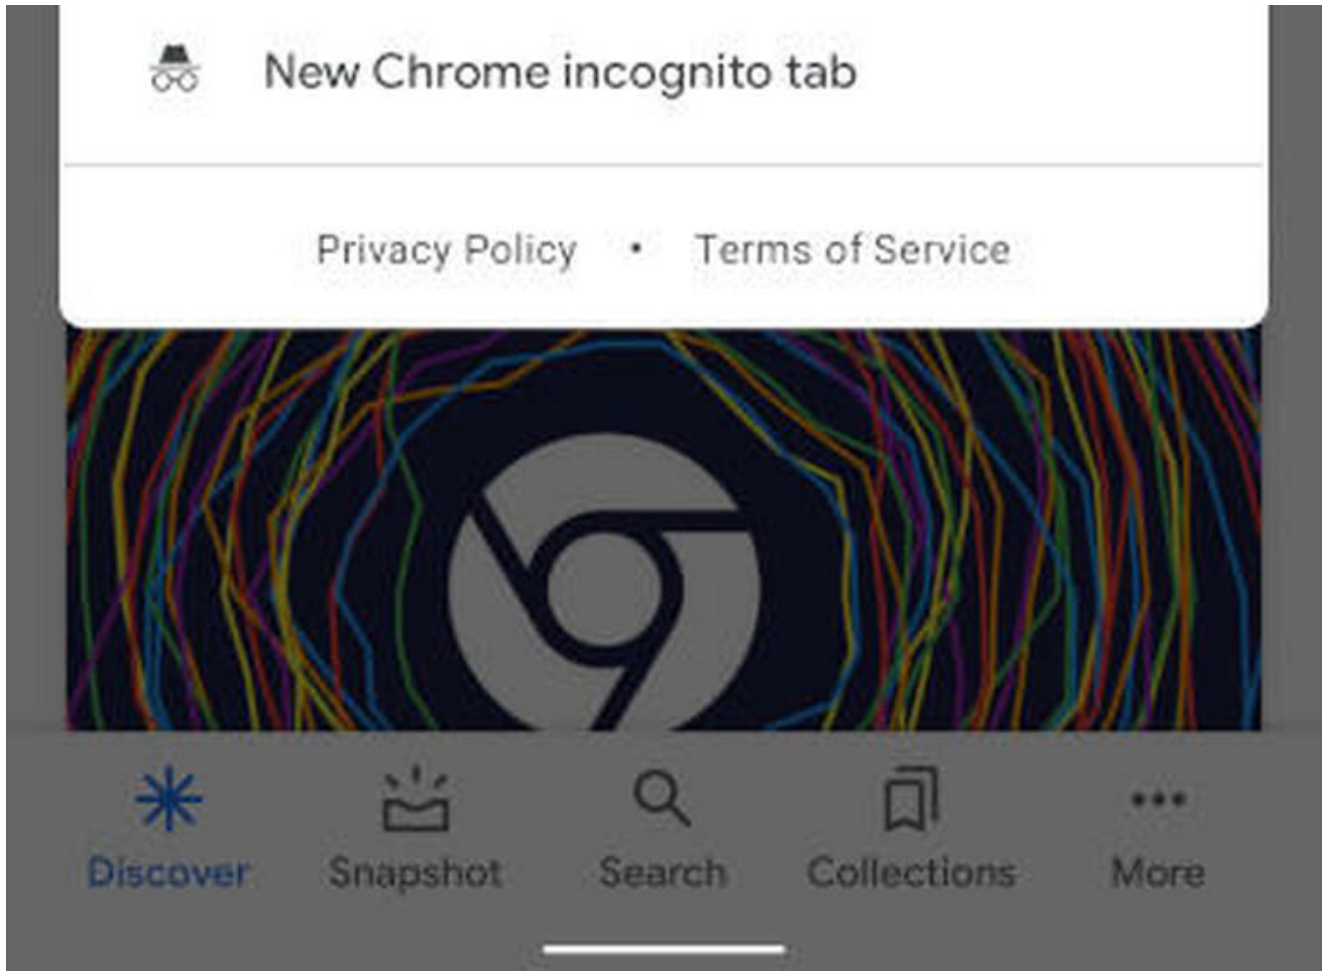 New Chrome incognito tab
Privacy Policy • Terms of Service
Discover Snapshot Search Collections More